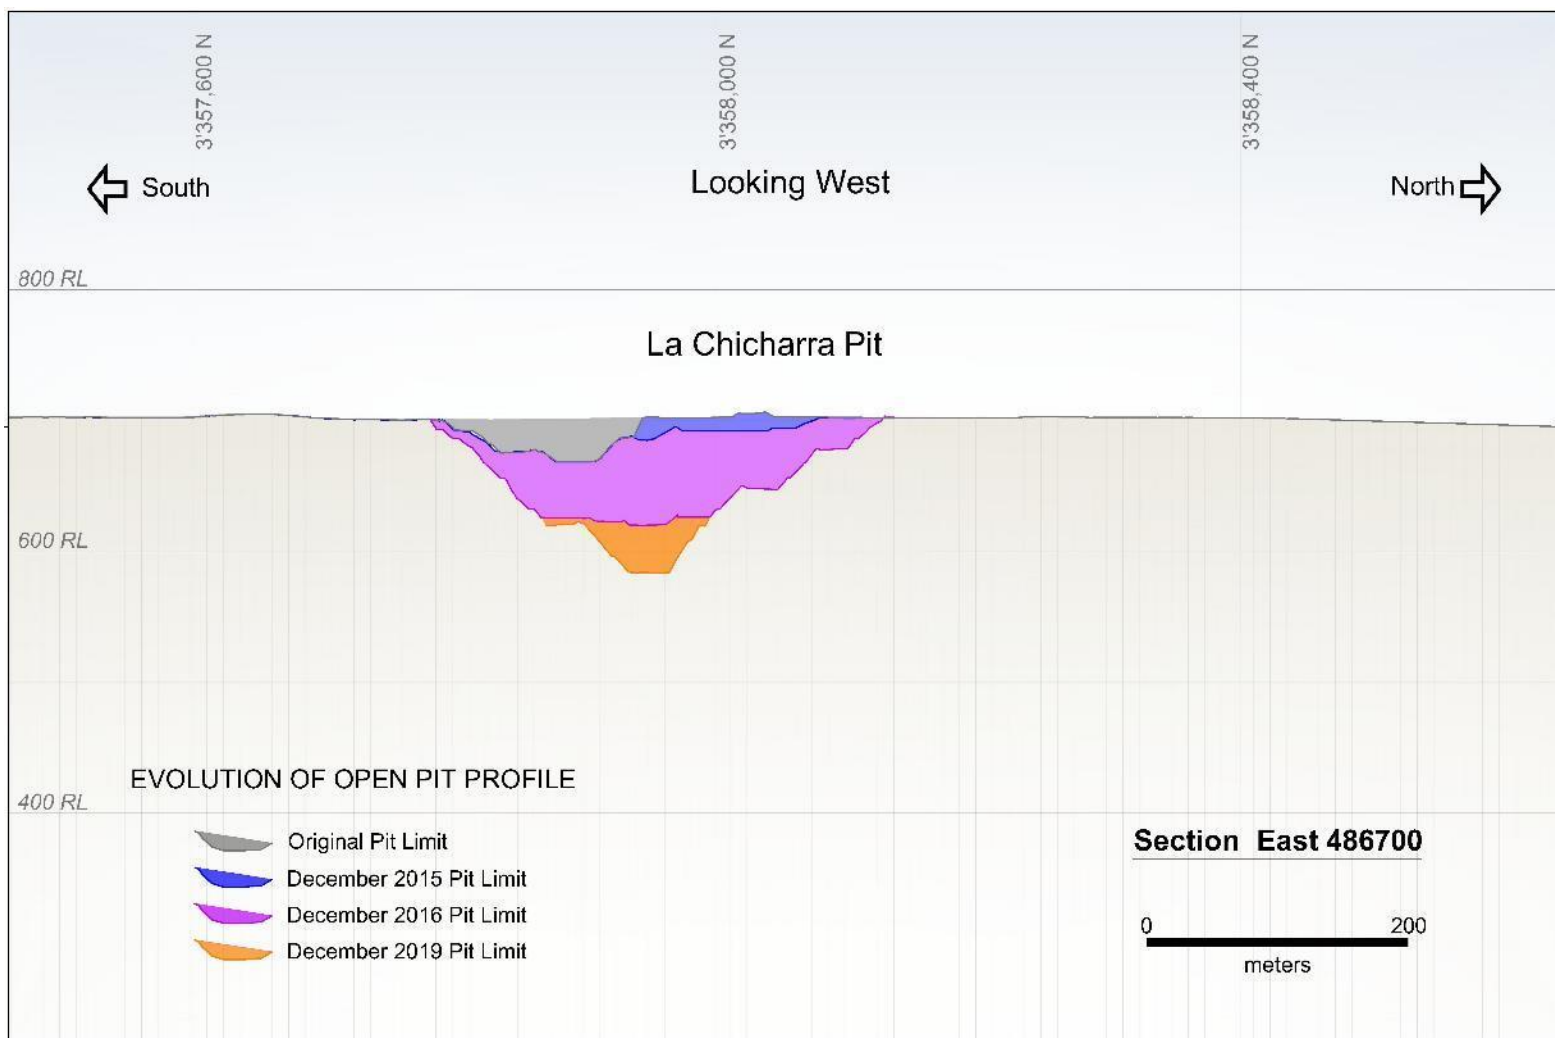 3'357,600 N
3'358,000 N
3'358,400 N
South
Looking West
North
800 RL
La Chicharra Pit
600 RL
EVOLUTION OF OPEN PIT PROFILE
400 RL
Original Pit Limit
December 2015 Pit Limit
December 2016 Pit Limit
December 2019 Pit Limit
Section East 486700
0 200
meters